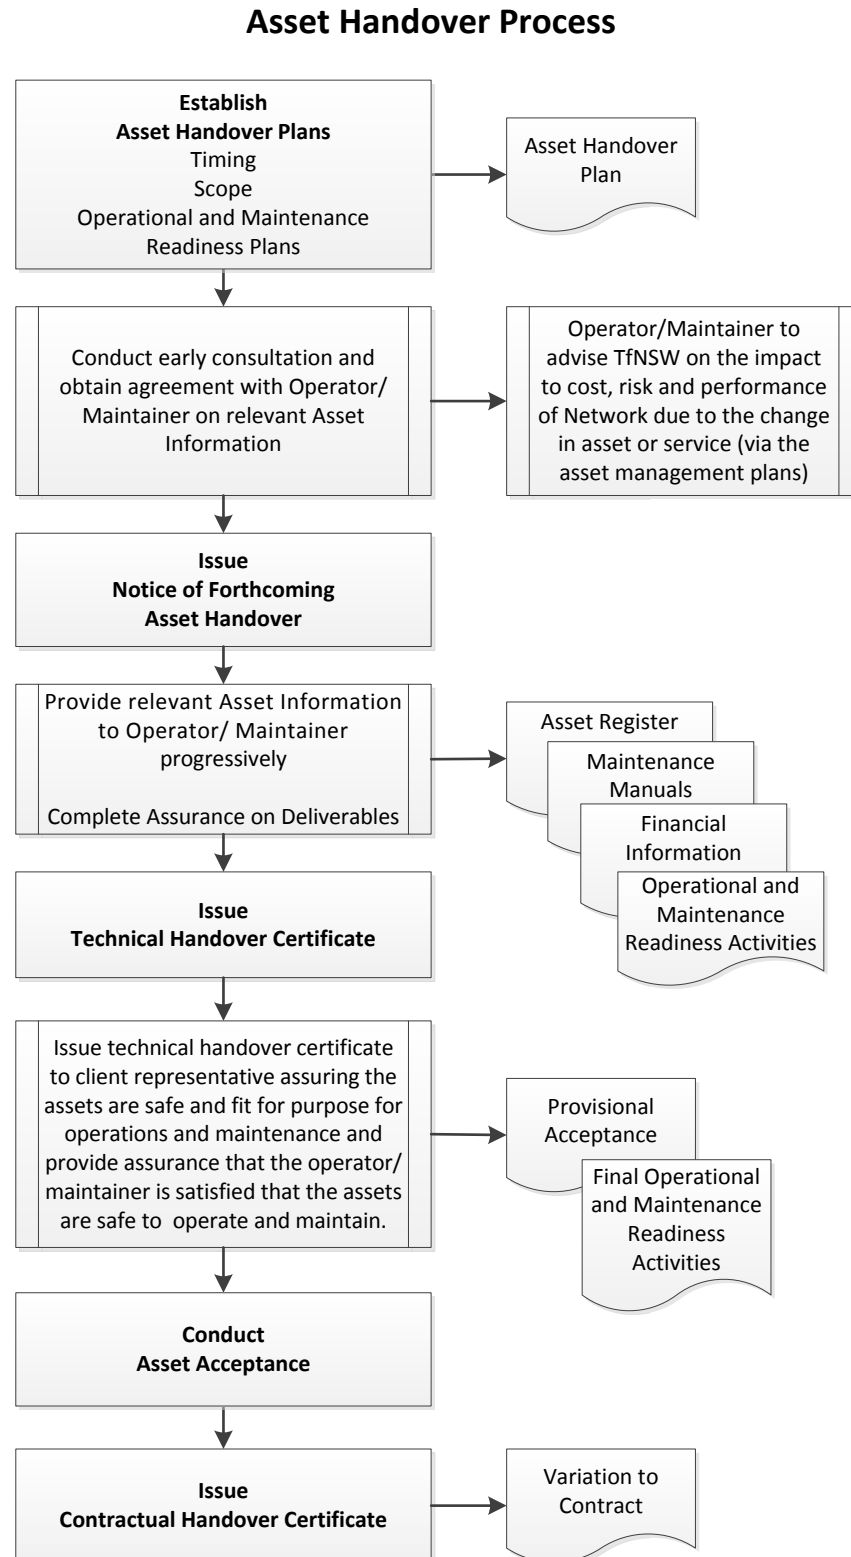 Asset Handover Process
Establish
Asset Handover Plans
Timing
Scope
Operational and Maintenance
Readiness Plans
Asset Handover
Plan
Conduct early consultation and
obtain agreement with Operator/
Maintainer on relevant Asset
Information
Operator/Maintainer to
advise TfNSW on the impact
to cost, risk and performance
of Network due to the change
in asset or service (via the
asset management plans)
Issue
Notice of Forthcoming
Asset Handover
Provide relevant Asset Information
to Operator/ Maintainer
progressively
Complete Assurance on Deliverables
Asset Register
Maintenance
Manuals
Financial
Information
Operational and
Maintenance
Readiness Activities
Issue
Technical Handover Certificate
Issue technical handover certificate
to client representative assuring the
assets are safe and fit for purpose for
operations and maintenance and
provide assurance that the operator/
maintainer is satisfied that the assets
are safe to operate and maintain.
Provisional
Acceptance
Final Operational
and Maintenance
Readiness
Activities
Conduct
Asset Acceptance
Issue
Contractual Handover Certificate
Variation to
Contract